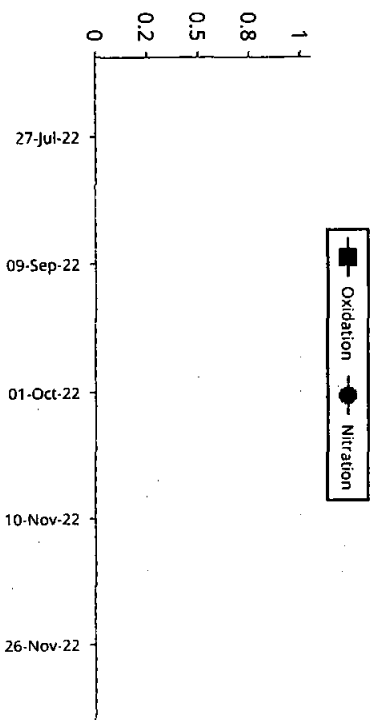 Oxidation Nitration
1
0.8
0.5
0.2
0
27-Jul-22
09-Sep-22
01-Oct-22
10-Nov-22
26-Nov-22